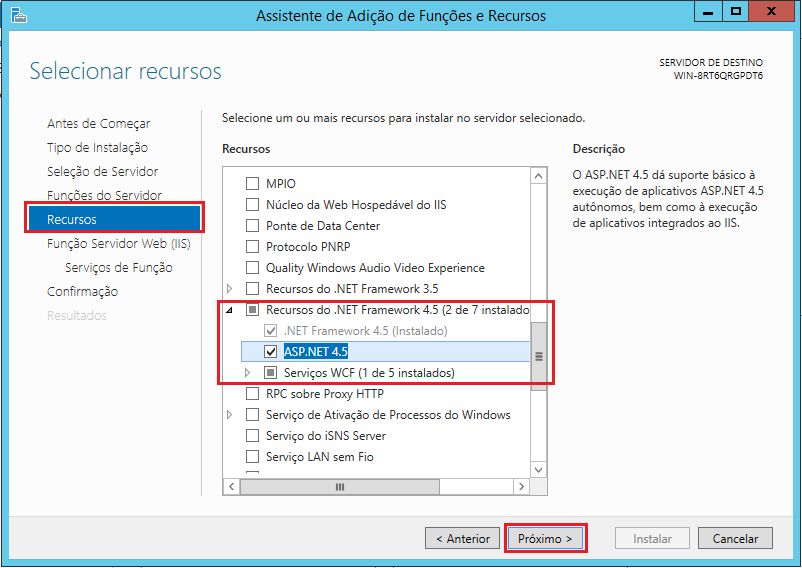 Assistente de Adição de Funções e Recursos
Selecionar recursos
SERVIDOR DE DESTINO
WIN-8RT6QRGPDT6
Antes de Começar
Tipo de Instalação
Seleção de Servidor
Funções do Servidor
Recursos
Função Servidor Web (IIS)
Serviços de Função
Confirmação
Resultados
Selecione um ou mais recursos para instalar no servidor selecionado.
Recursos
MPIO
Núcleo da Web Hospedável do IIS
Ponte de Data Center
Protocolo PNRP
Quality Windows Audio Video Experience
Recursos do .NET Framework 3.5
Recursos do .NET Framework 4.5 (2 de 7 instalado
.NET Framework 4.5 (Instalado)
ASP.NET 4.5
Serviços WCF (1 de 5 instalados)
RPC sobre Proxy HTTP
Serviço de Ativação de Processos do Windows
Serviço do iSNS Server
Serviço LAN sem Fio
Descrição
O ASP.NET 4.5 dá suporte básico à
execução de aplicativos ASP.NET 4.5
autônomos, bem como à execução
de aplicativos integrados ao IIS.
< Anterior
Próximo >
Instalar
Cancelar